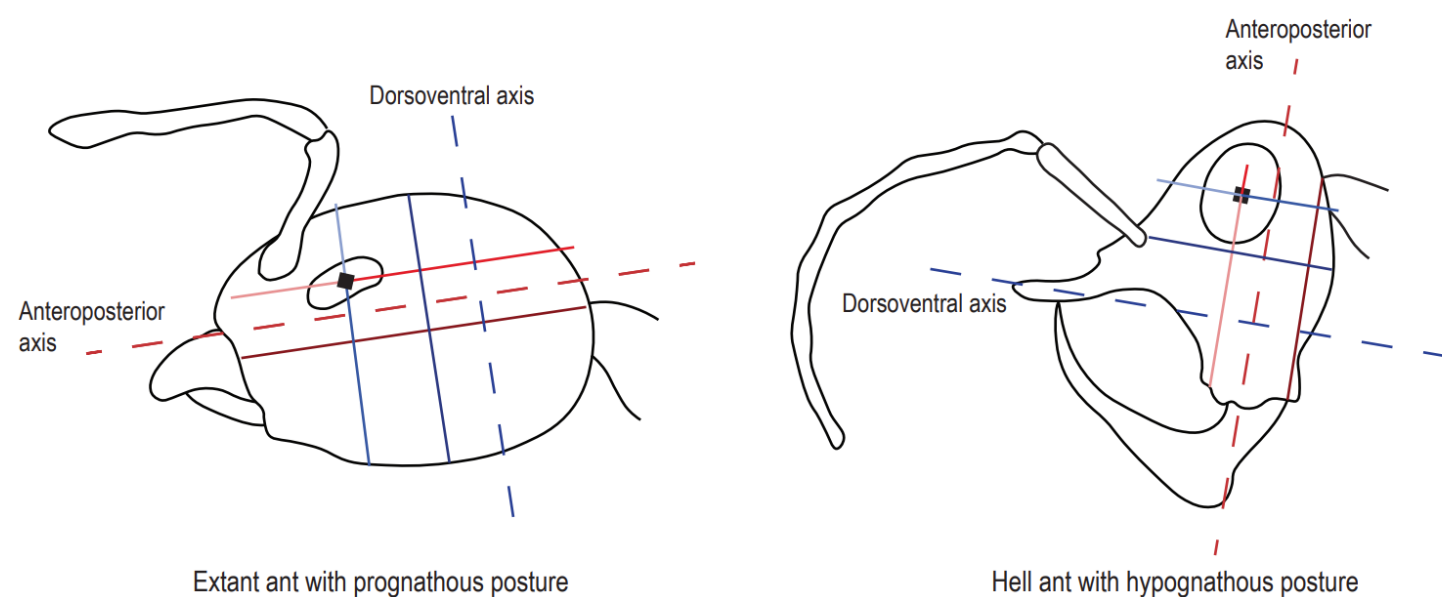 Dorsoventral axis
Anteroposterior
axis
Extant ant with prognathous posture
Anteroposterior
axis
Dorsoventral axis
Hell ant with hypognathous posture